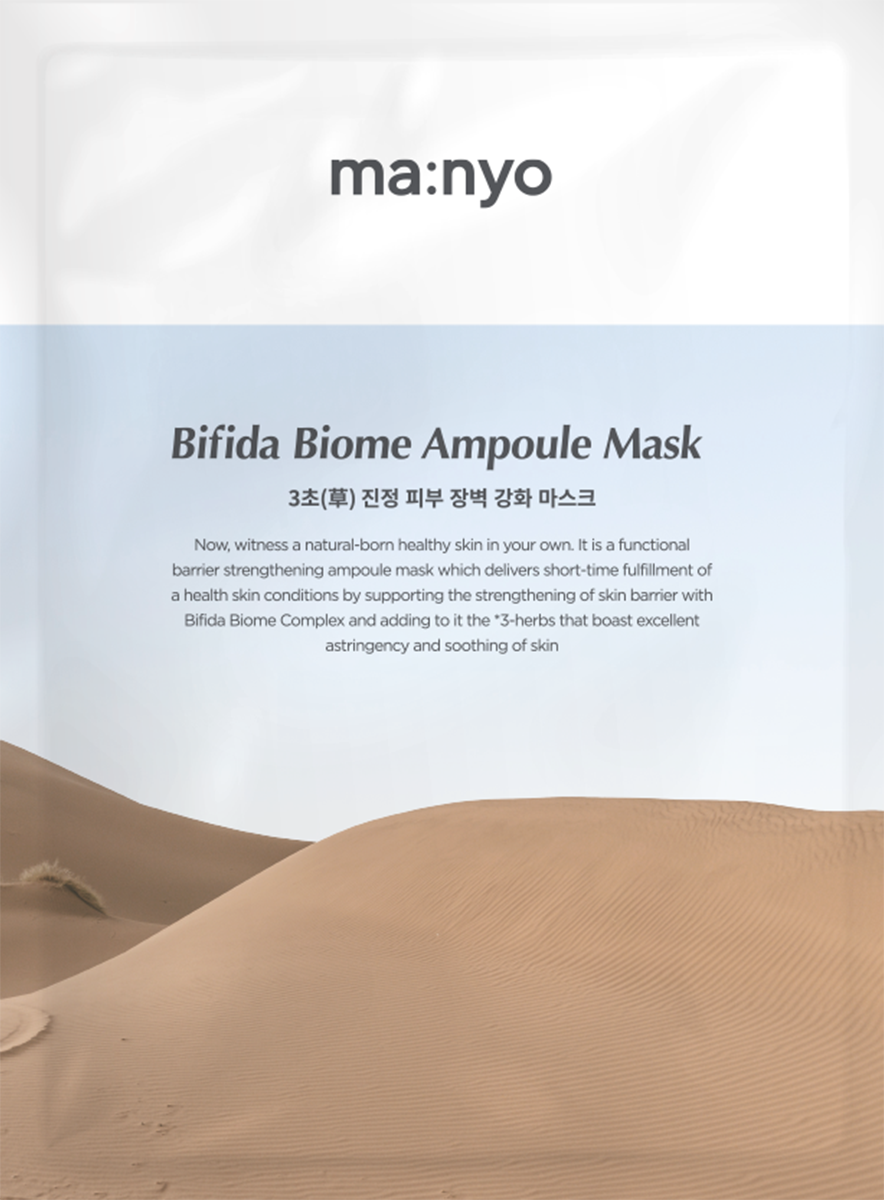 ma:nyo
Bifida Biome Ampoule Mask
3초(草) 진정 피부 장벽 강화 마스크
Now, witness a natural-born healthy skin in your own. It is a functional
barrier strengthening ampoule mask which delivers short-time fulfillment of
a health skin conditions by supporting the strengthening of skin barrier with
Bifida Biome Complex and adding to it the *3-herbs that boast excellent
astringency and soothing of skin